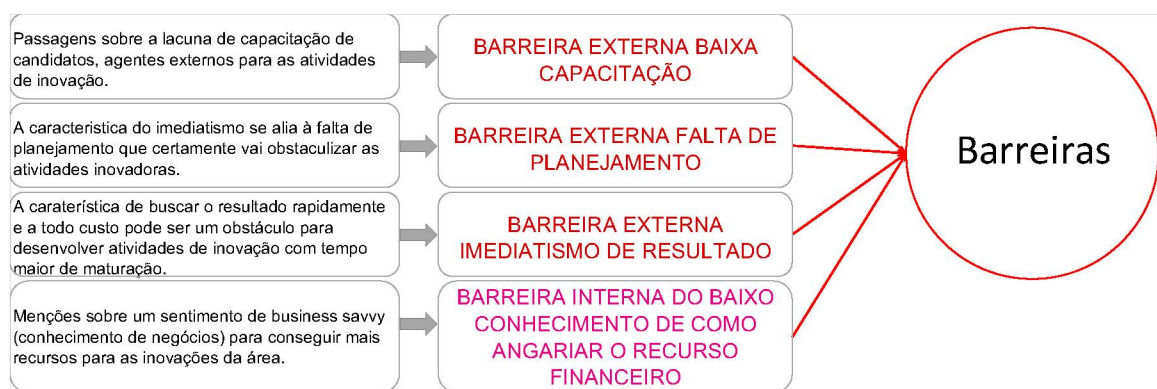 Passagens sobre a lacuna de capacitação de
candidatos, agentes externos para as atividades
de inovação.
BARREIRA EXTERNA BAIXA
CAPACITAÇÃO
A caracteristica do imediatismo se alia à falta de
planejamento que certamente vai obstaculizar as
atividades inovadoras.
BARREIRA EXTERNA FALTA DE
PLANEJAMENTO
A caraterística de buscar o resultado rapidamente
e a todo custo pode ser um obstáculo para
desenvolver atividades de inovação com tempo
maior de maturação.
BARREIRA EXTERNA
IMEDIATISMO DE RESULTADO
Menções sobre um sentimento de business savvy
(conhecimento de negócios) para conseguir mais
recursos para as inovações da área.
BARREIRA INTERNA DO BAIXO
CONHECIMENTO DE COMO
ANGARIAR O RECURSO
FINANCEIRO
Barreiras